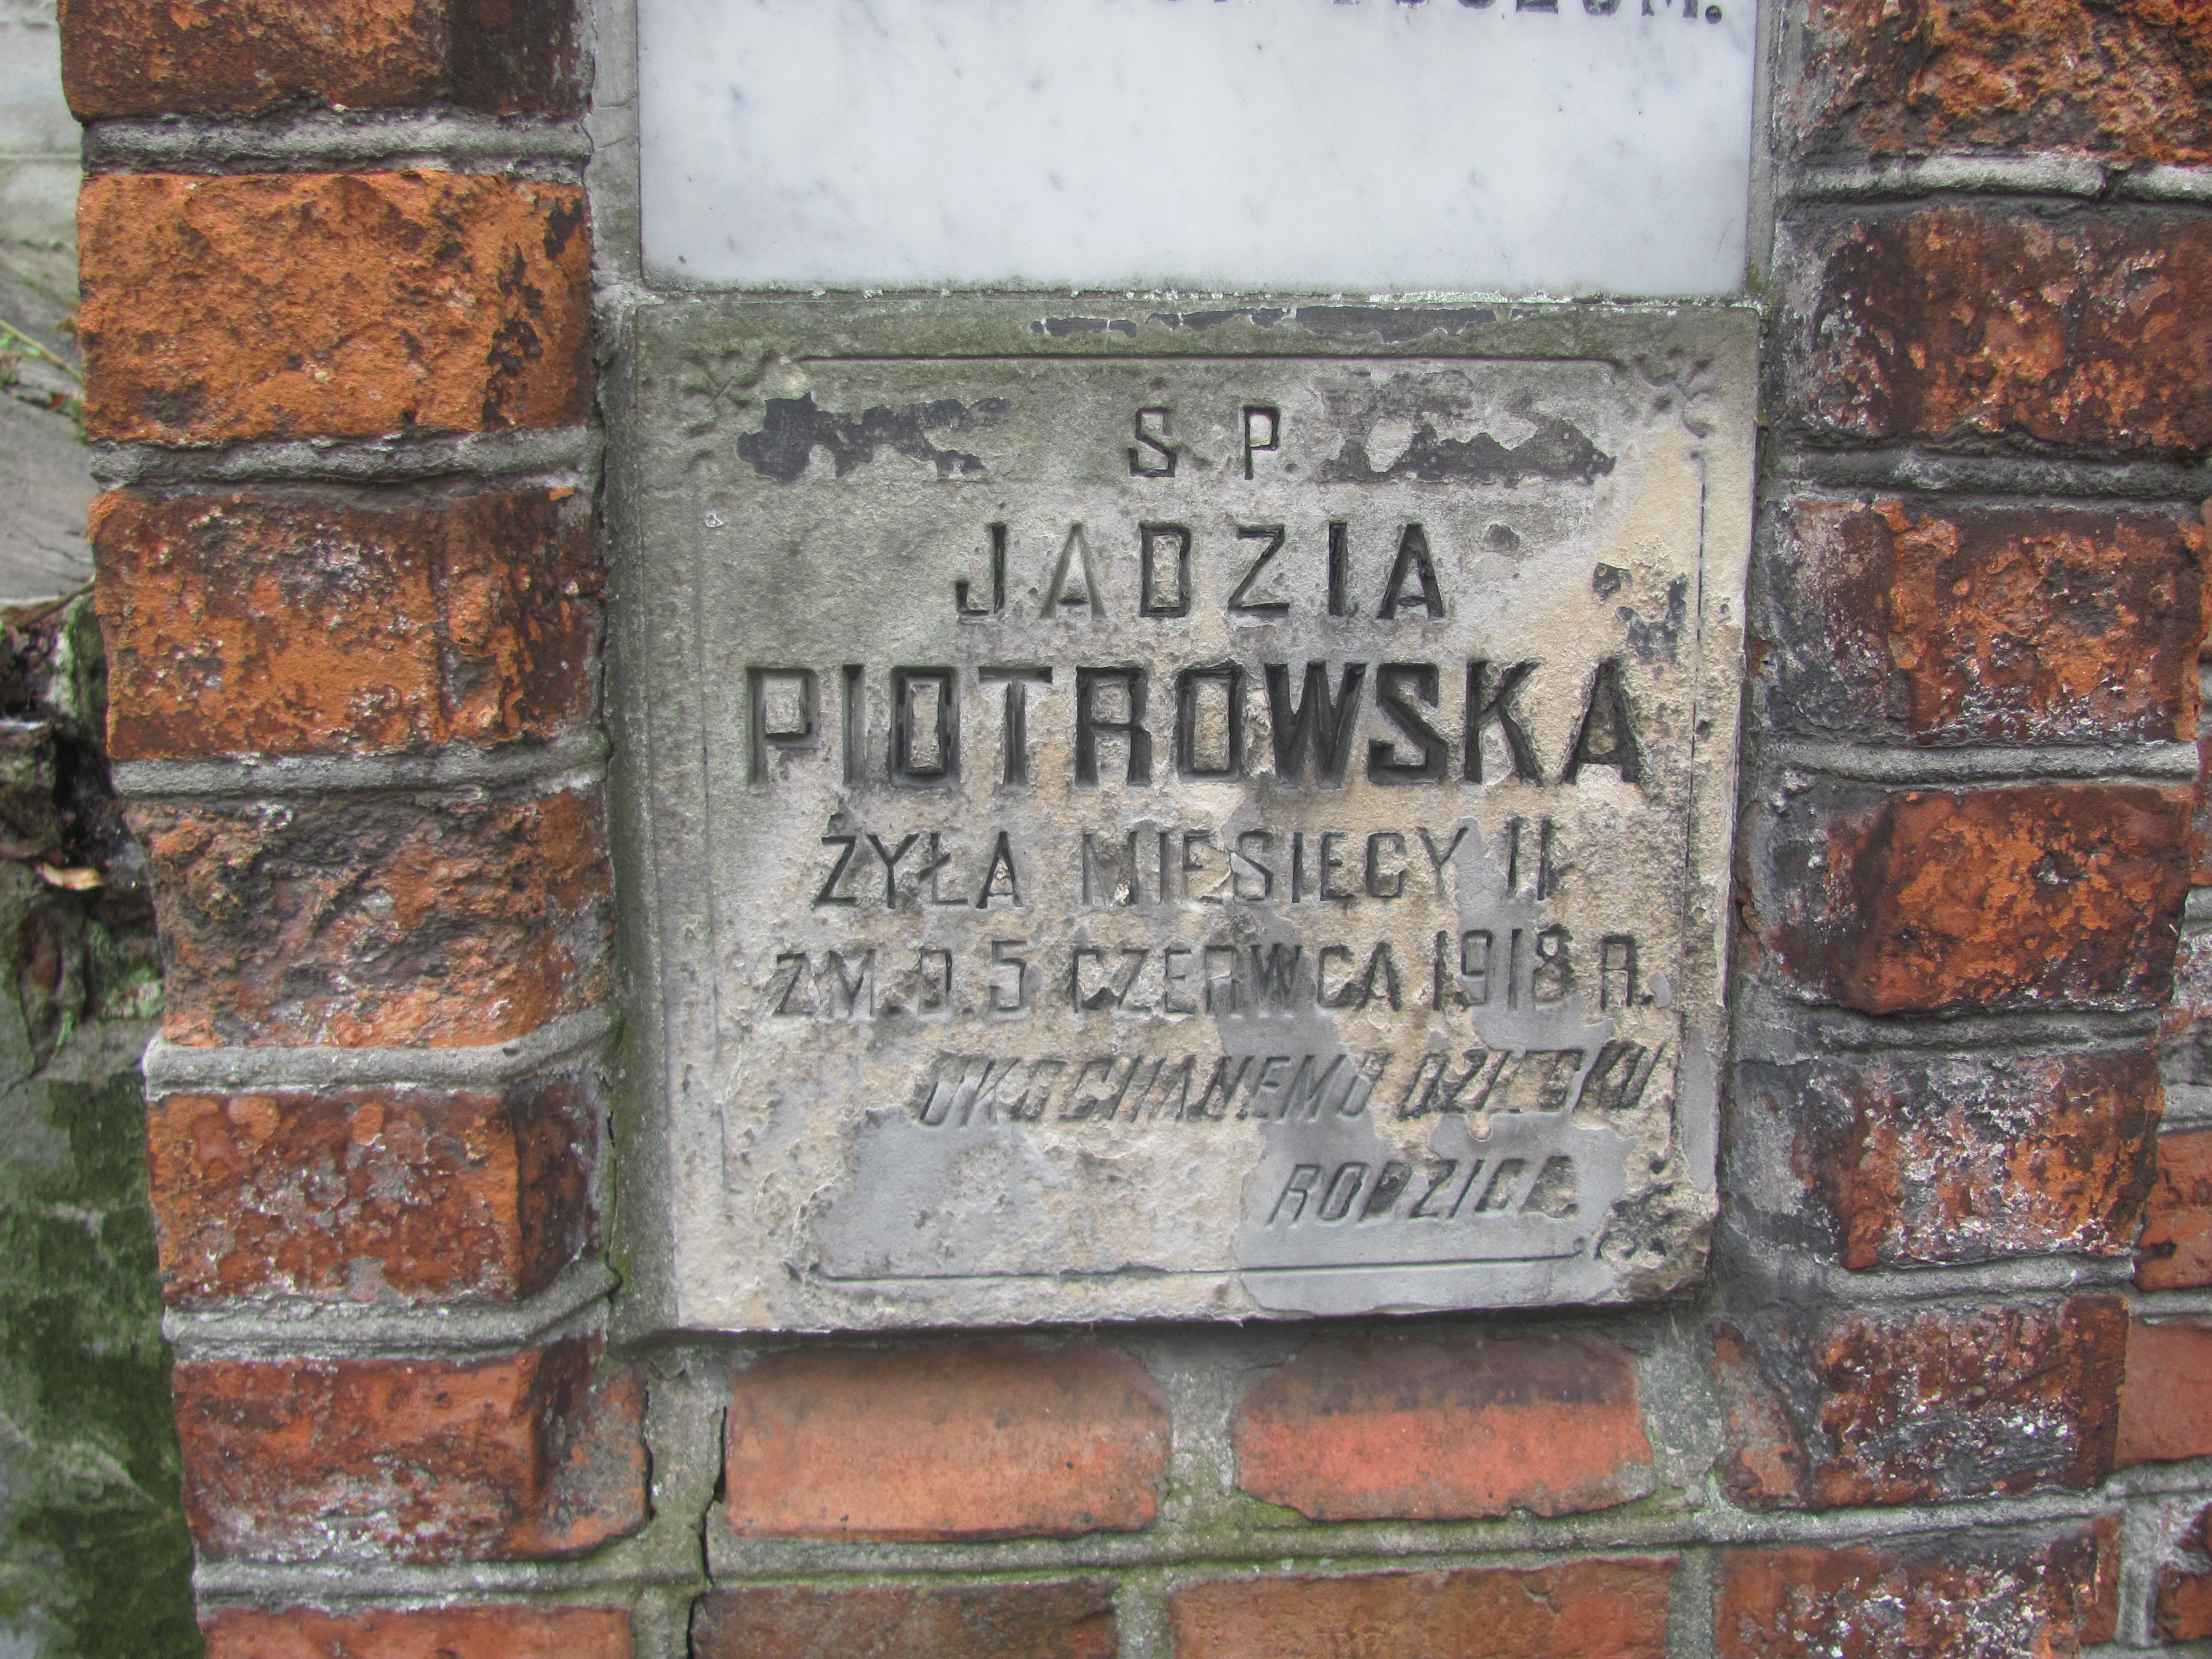 Ś P
JADZIA
PIOTROWSKA
ŻYŁA MIESIĘCY 11
ZM. D. 5 CZERWCA 1918 R.
UKOCHANEMU DZIECKU
RODZICE.